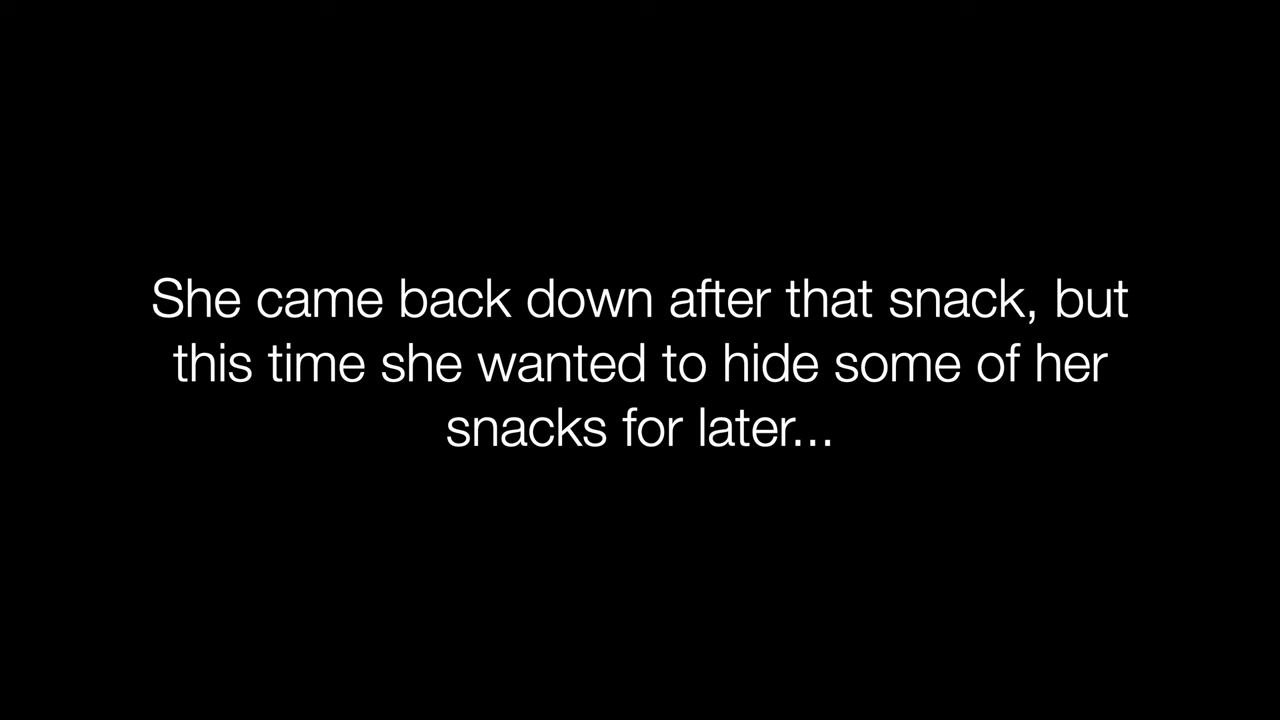 She came back down after that snack, but
this time she wanted to hide some of her
snacks for later...